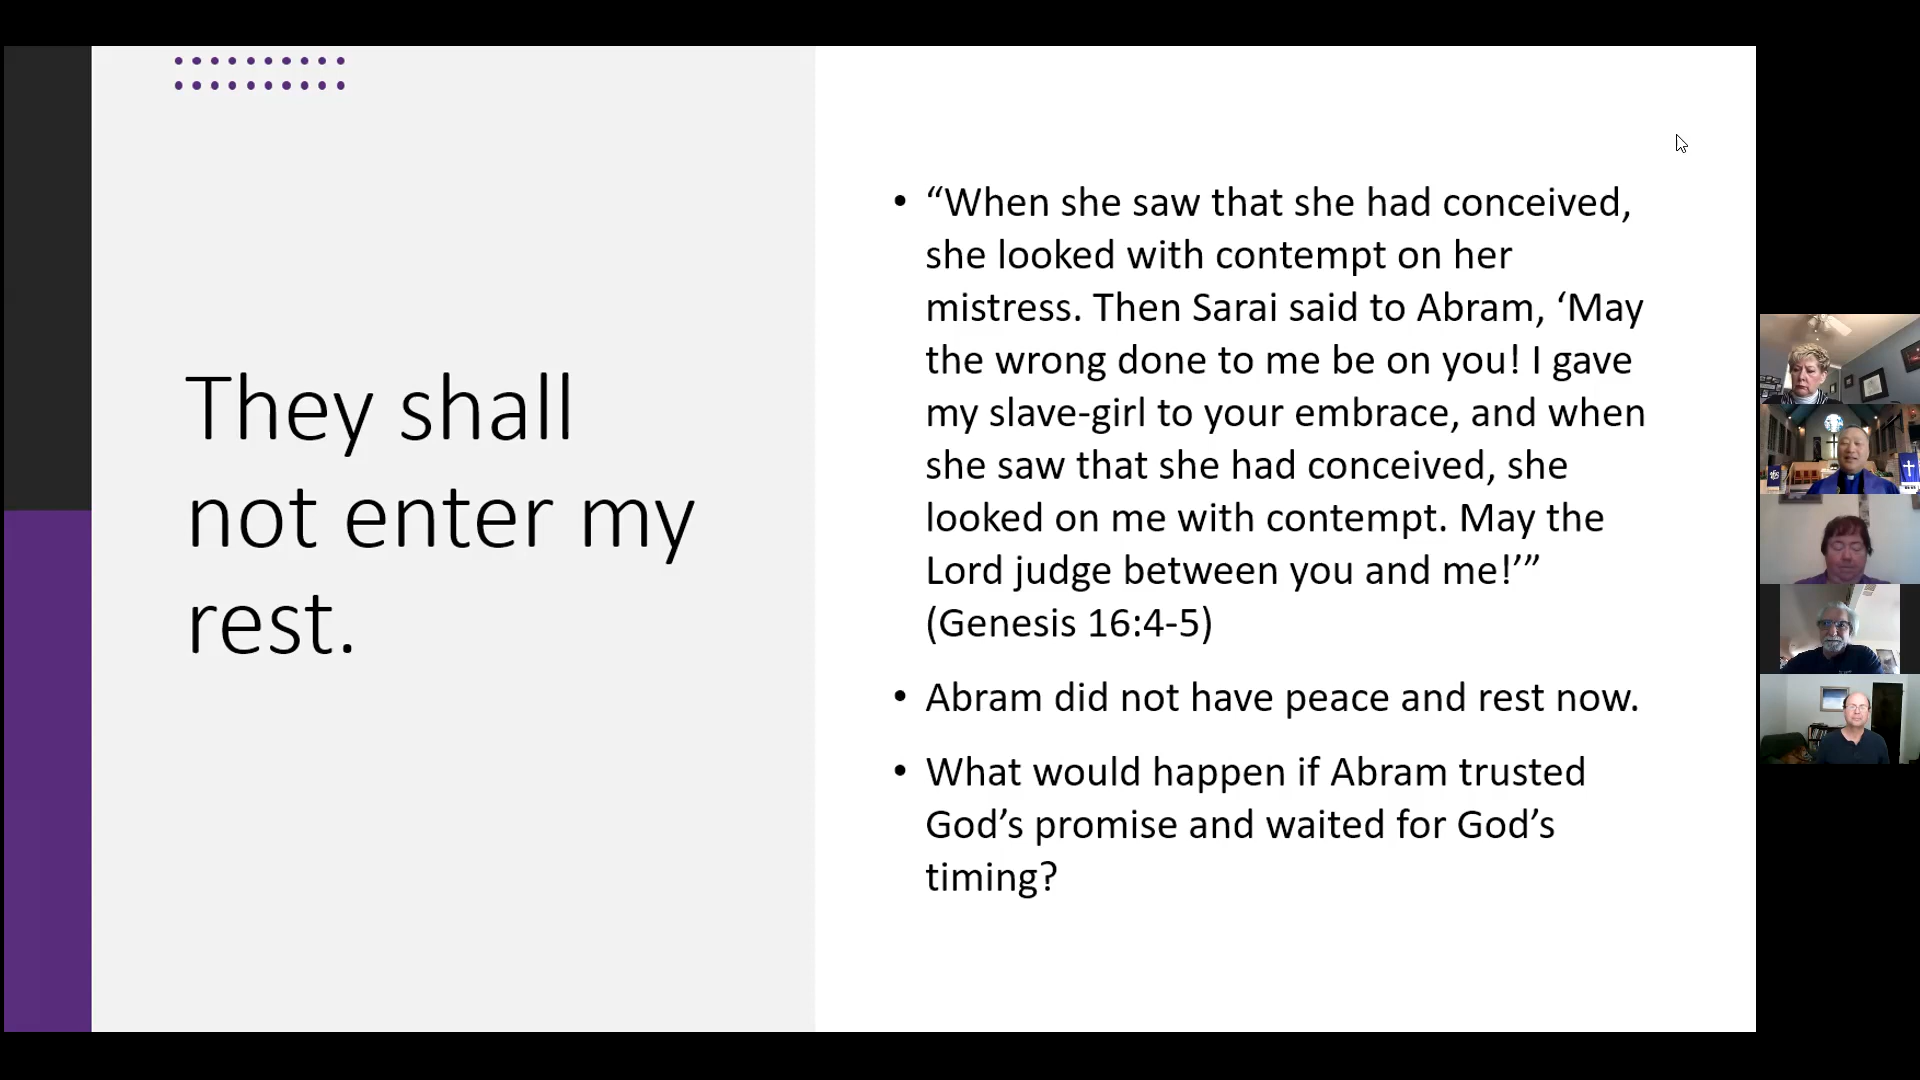 They shall
not enter my
rest.
• “When she saw that she had conceived,
she looked with contempt on her
mistress. Then Sarai said to Abram, ‘May
the wrong done to me be on you! I gave
my slave-girl to your embrace, and when
she saw that she had conceived, she
looked on me with contempt. May the
Lord judge between you and me!’”
(Genesis 16:4-5)
• Abram did not have peace and rest now.
• What would happen if Abram trusted
God’s promise and waited for God’s
timing?